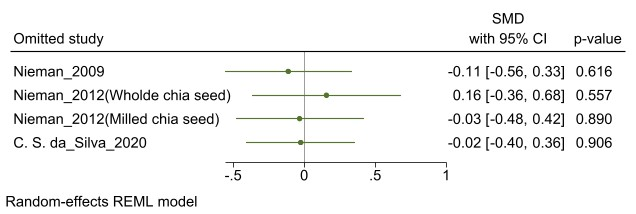 SMD
Omitted study with 95% CI p-value
Nieman_2009 -0.11 [-0.56, 0.33] 0.616
Nieman_2012(Wholde chia seed) 0.16 [-0.36, 0.68] 0.557
Nieman_2012(Milled chia seed) -0.03 [-0.48, 0.42] 0.890
C. S. da_Silva_2020 -0.02 [-0.40, 0.36] 0.906
-.5 0 .5 1
Random-effects REML model